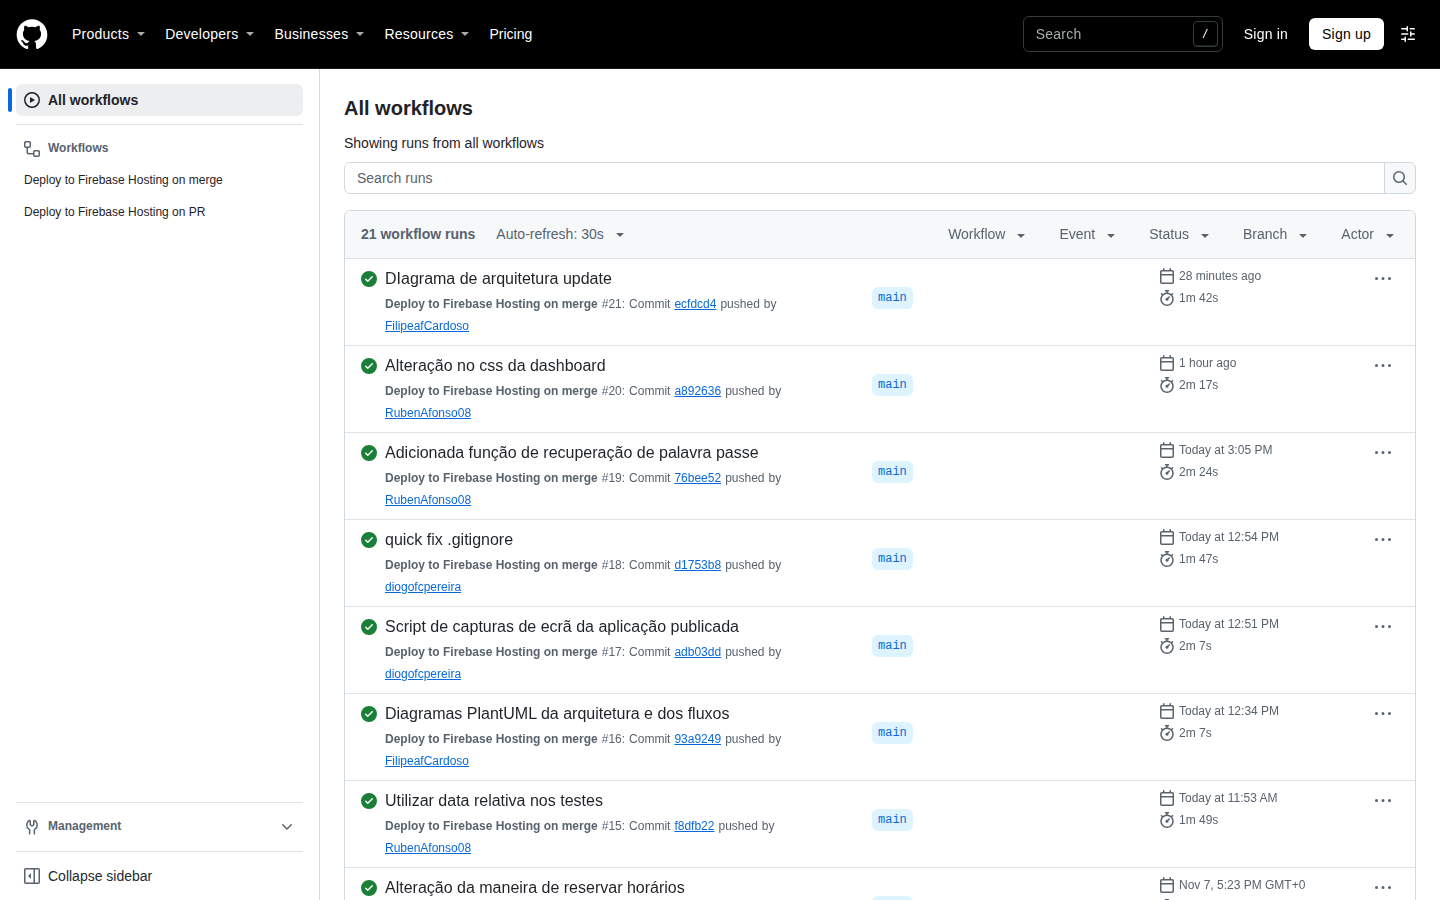 Products
Developers
Businesses
Resources
Pricing
Search
/
Sign in
Sign up
All workflows
Workflows
Deploy to Firebase Hosting on merge
Deploy to Firebase Hosting on PR
Management
Collapse sidebar
All workflows
Showing runs from all workflows
Search runs
21 workflow runs
Auto-refresh: 30s
Workflow
Event
Status
Branch
Actor
DIagrama de arquitetura update
Deploy to Firebase Hosting on merge #21: Commit ecfdcd4 pushed by
FilipeafCardoso
main
28 minutes ago
1m 42s
Alteração no css da dashboard
Deploy to Firebase Hosting on merge #20: Commit a892636 pushed by
RubenAfonso08
main
1 hour ago
2m 17s
Adicionada função de recuperação de palavra passe
Deploy to Firebase Hosting on merge #19: Commit 76bee52 pushed by
RubenAfonso08
main
Today at 3:05 PM
2m 24s
quick fix .gitignore
Deploy to Firebase Hosting on merge #18: Commit d1753b8 pushed by
diogofcpereira
main
Today at 12:54 PM
1m 47s
Script de capturas de ecrã da aplicação publicada
Deploy to Firebase Hosting on merge #17: Commit adb03dd pushed by
diogofcpereira
main
Today at 12:51 PM
2m 7s
Diagramas PlantUML da arquitetura e dos fluxos
Deploy to Firebase Hosting on merge #16: Commit 93a9249 pushed by
FilipeafCardoso
main
Today at 12:34 PM
2m 7s
Utilizar data relativa nos testes
Deploy to Firebase Hosting on merge #15: Commit f8dfb22 pushed by
RubenAfonso08
main
Today at 11:53 AM
1m 49s
Alteração da maneira de reservar horários
Nov 7, 5:23 PM GMT+0